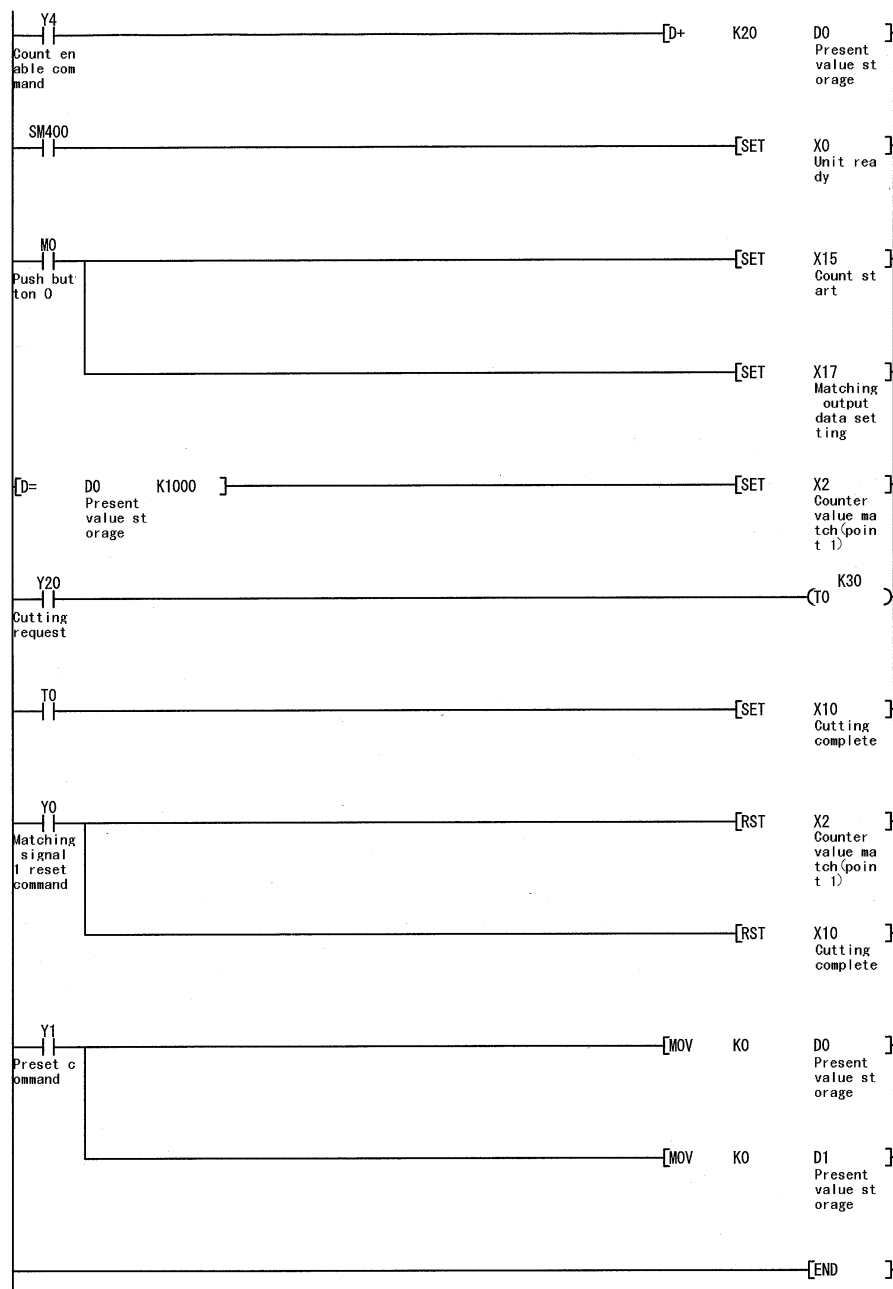 Y4
[D+ K20 D0 ]
Count en
able com
mand
Present
value st
orage
SM400
[SET X0 ]
Unit rea
dy
M0
[SET X15 ]
Push but
ton 0
Count st
art
[SET X17 ]
Matching
output
data set
ting
[D= D0 K1000 ] [SET X2 ]
Present
value st
orage
Counter
value ma
tch(poin
t 1)
Y20
K30
(T0 )
Cutting
request
T0
[SET X10 ]
Cutting
complete
Y0
[RST X2 ]
Matching
signal
1 reset
command
Counter
value ma
tch(poin
t 1)
[RST X10 ]
Cutting
complete
Y1
[MOV K0 D0 ]
Preset c
ommand
Present
value st
orage
[MOV K0 D1 ]
Present
value st
orage
[END ]